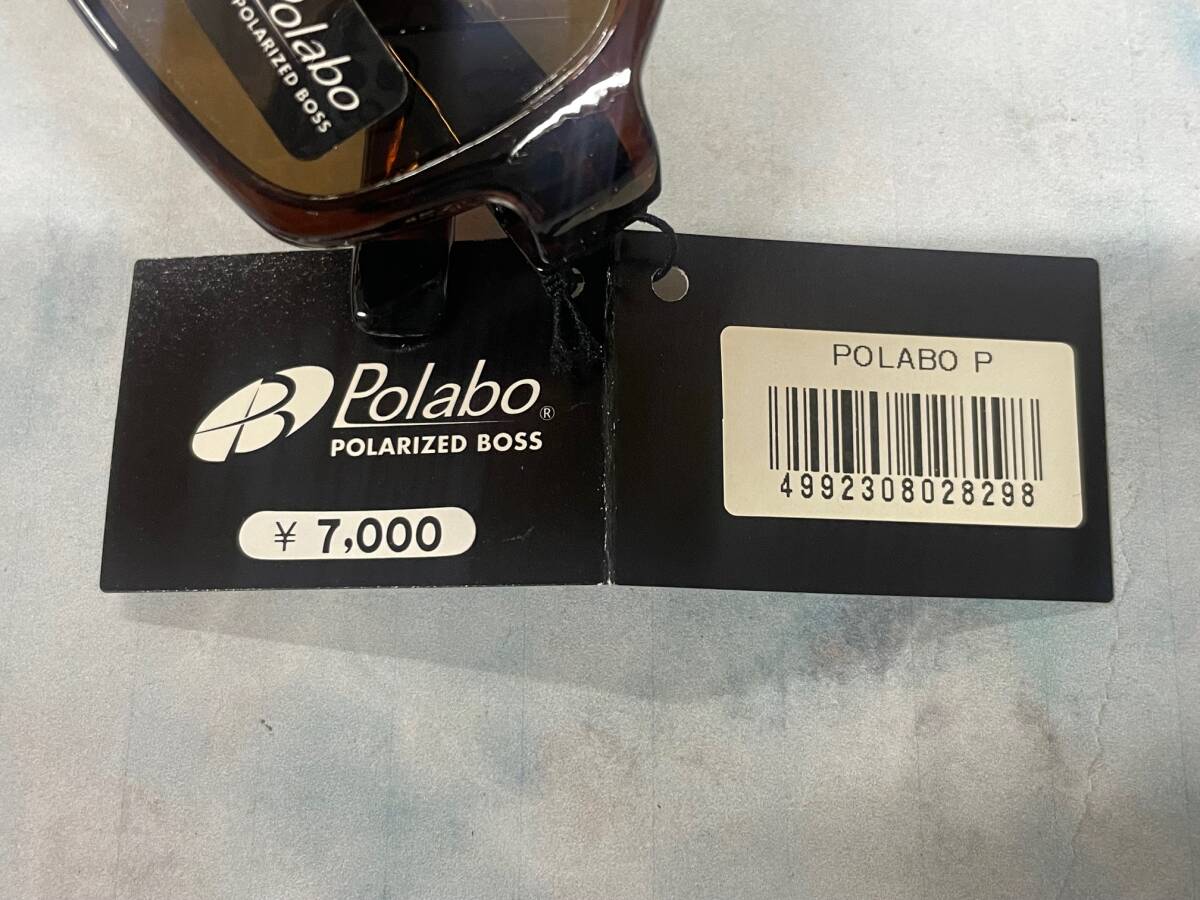 Polabo
POLARIZED BOSS
Polabo®
POLARIZED BOSS
¥ 7,000
POLABO P
4992308028298